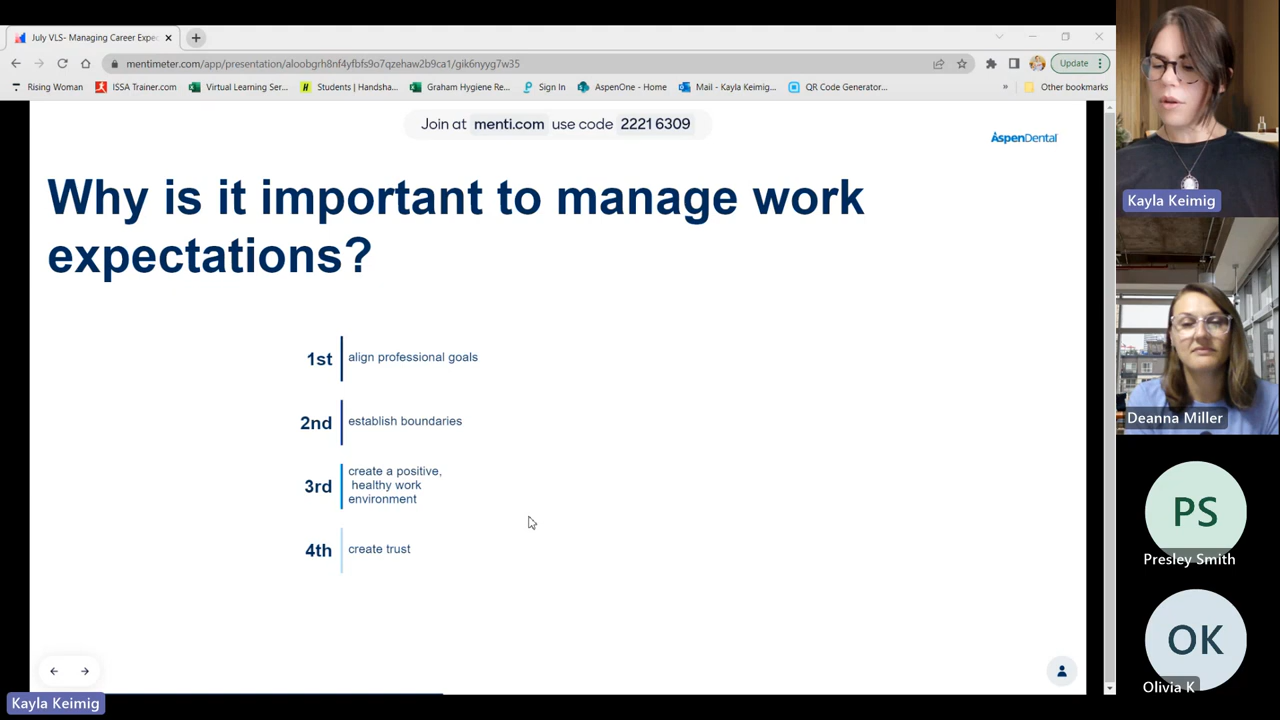 July VLS- Managing Career Expe
mentimeter.com/app/presentation/aloobgrh8nf4yfbfs9o7qzehaw2b9ca1/gik6nyyg7w35
Update
Rising Woman
ISSA Trainer.com
Virtual Learning Ser...
Students | Handsha...
Graham Hygiene Re...
Sign In
AspenOne - Home
Mail - Kayla Keimig...
QR Code Generator...
»
Other bookmarks
Join at menti.com use code 2221 6309
AspenDental
Why is it important to manage work
expectations?
1st align professional goals
2nd establish boundaries
3rd create a positive,
healthy work
environment
4th create trust
Kayla Keimig
Kayla Keimig
Deanna Miller
PS
Presley Smith
OK
Olivia K